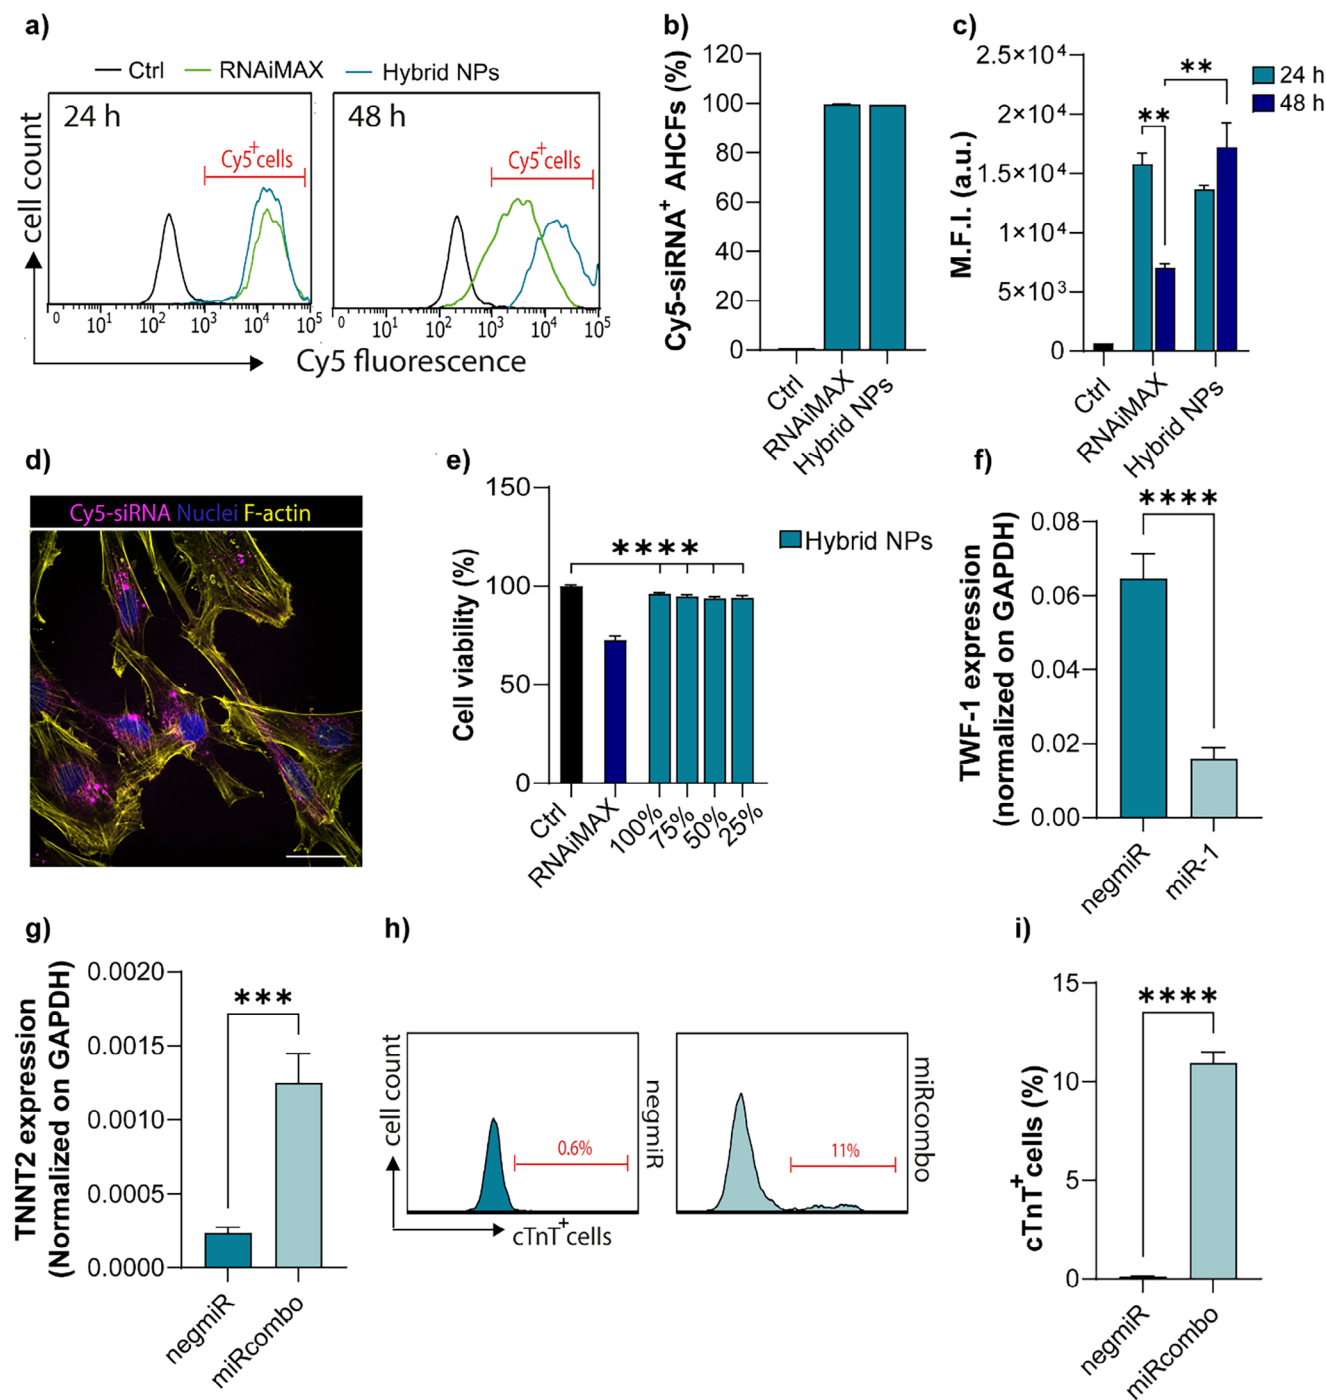 a)
Ctrl RNAiMAX Hybrid NPs
24 h
Cy5+cells
48 h
Cy5+cells
cell count
0 10² 10¹ 10³ 10⁴ 10⁵
0 10¹ 10² 10³ 10⁴ 10⁵
Cy5 fluorescence
b)
Cy5-siRNA+ AHCFs (%)
120
100
80
60
40
20
0
Ctrl
RNAiMAX
Hybrid NPs
c)
M.F.I. (a.u.)
2.5×10⁴
2×10⁴
1.5×10⁴
1×10⁴
5×10³
0
**
**
24 h
48 h
Ctrl
RNAiMAX
Hybrid NPs
d)
Cy5-siRNA Nuclei F-actin
e)
Cell viability (%)
150
100
50
0
****
Hybrid NPs
Ctrl
RNAiMAX
100%
75%
50%
25%
f)
TWF-1 expression
(normalized on GAPDH)
0.08
0.06
0.04
0.02
0.00
****
negmiR
miR-1
g)
TNNT2 expression
(Normalized on GAPDH)
0.0020
0.0015
0.0010
0.0005
0.0000
***
negmiR
miRcombo
h)
cell count
0.6%
negmiR
11%
miRcombo
cTnT+cells
i)
cTnT+cells (%)
15
10
5
0
****
negmiR
miRcombo